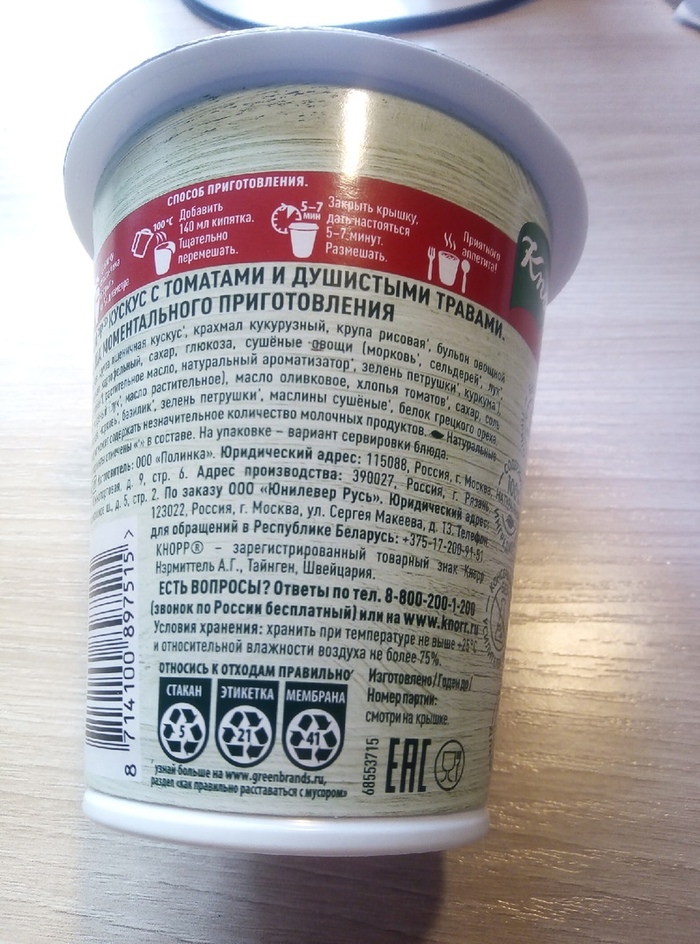 СПОСОБ ПРИГОТОВЛЕНИЯ.
100°C
Добавить
140 мл кипятка.
Тщательно
перемешать.
5–7
МИН
Закрыть крышку,
дать настояться
5–7 минут.
Размешать.
Приятного
аппетита!
Knorr
КУСКУС С ТОМАТАМИ И ДУШИСТЫМИ ТРАВАМИ.
МОМЕНТАЛЬНОГО ПРИГОТОВЛЕНИЯ
пшеничная кускус*, крахмал кукурузный, крупа рисовая*, бульон овощной
сахар, глюкоза, сушёные овощи (морковь*, сельдерей*, лук*,
масло, натуральный ароматизатор*, зелень петрушки*, куркума),
масло растительное), масло оливковое, хлопья томатов*, сахар, соль
базилик*, зелень петрушки*, маслины сушёные*, белок грецкого ореха.
содержать незначительное количество молочных продуктов. Натуральные
отмечены «*» в составе. На упаковке – вариант сервировки блюда.
ООО «Полинка». Юридический адрес: 115088, Россия, г. Москва,
д. 9, стр. 6. Адрес производства: 390027, Россия, г. Рязань,
ш., д. 5, стр. 2. По заказу ООО «Юнилевер Русь». Юридический адрес:
123022, Россия, г. Москва, ул. Сергея Макеева, д. 13. Телефон
для обращений в Республике Беларусь: +375-17-200-91-51
КНОРР® – зарегистрированный товарный знак Кнорр
Нэрмиттель А.Г., Тайнген, Швейцария.
ЕСТЬ ВОПРОСЫ? Ответы по тел. 8-800-200-1-200
(звонок по России бесплатный) или на www.knorr.ru
Условия хранения: хранить при температуре не выше +25°C
и относительной влажности воздуха не более 75%.
ОТНОСИСЬ К ОТХОДАМ ПРАВИЛЬНО*
СТАКАН
5
ЭТИКЕТКА
21
МЕМБРАНА
41
*узнай больше на www.greenbrands.ru,
раздел «как правильно расставаться с мусором»
Изготовлено/Годен до/
Номер партии:
смотри на крышке.
68553715
EAC
8 714100 897515 >